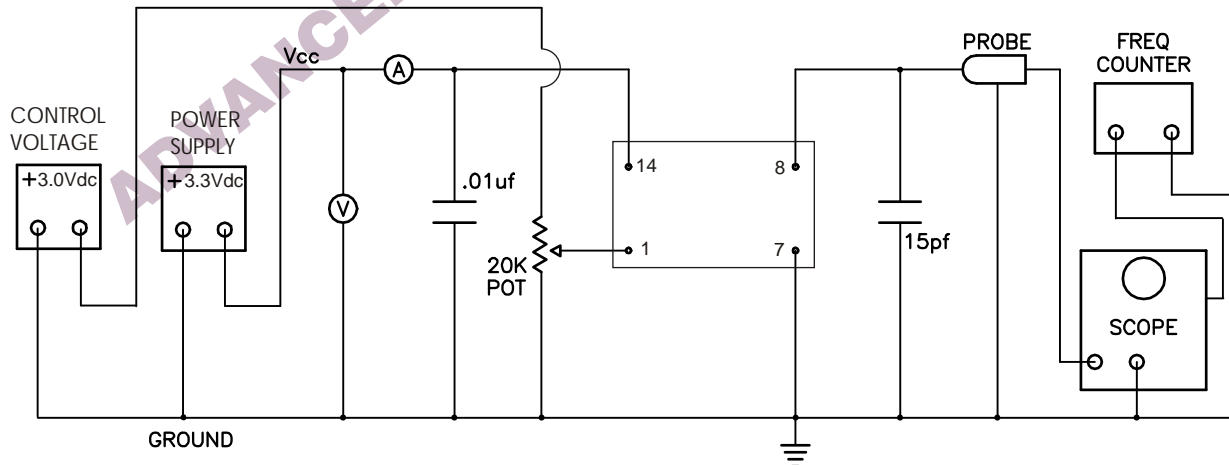 ADVANCE
Vcc
A
PROBE
FREQ
COUNTER
CONTROL
VOLTAGE
POWER
SUPPLY
+3.0Vdc
+3.3Vdc
.01uf
14
8
V
20K
POT
1
7
15pf
SCOPE
GROUND